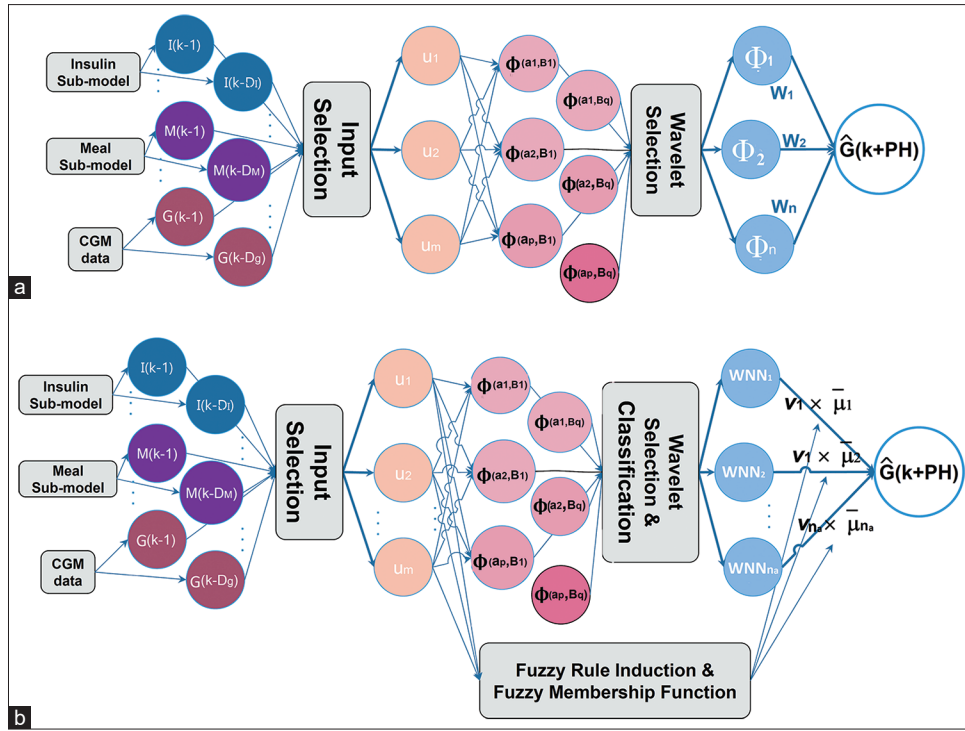 Insulin
Sub-model
I(k-1)
I(k-DI)
Meal
Sub-model
M(k-1)
M(k-DM)
CGM
data
G(k-1)
G(k-Dg)
Input
Selection
u1
u2
um
Φ(a1,B1)
Φ(a1,Bq)
Φ(a2,B1)
Φ(a2,Bq)
Φ(ap,B1)
Φ(ap,Bq)
Wavelet
Selection
Φ1
Φ2
Φn
W1
W2
Wn
Ĝ(k+PH)
a
Insulin
Sub-model
I(k-1)
I(k-DI)
Meal
Sub-model
M(k-1)
M(k-DM)
CGM
data
G(k-1)
G(k-Dg)
Input
Selection
u1
u2
um
Φ(a1,B1)
Φ(a1,Bq)
Φ(a2,B1)
Φ(a2,Bq)
Φ(ap,B1)
Φ(ap,Bq)
Wavelet
Selection &
Classification
WNN1
WNN2
WNNna
v1 × μ̄1
v1 × μ̄2
vna × μ̄na
Ĝ(k+PH)
Fuzzy Rule Induction &
Fuzzy Membership Function
b